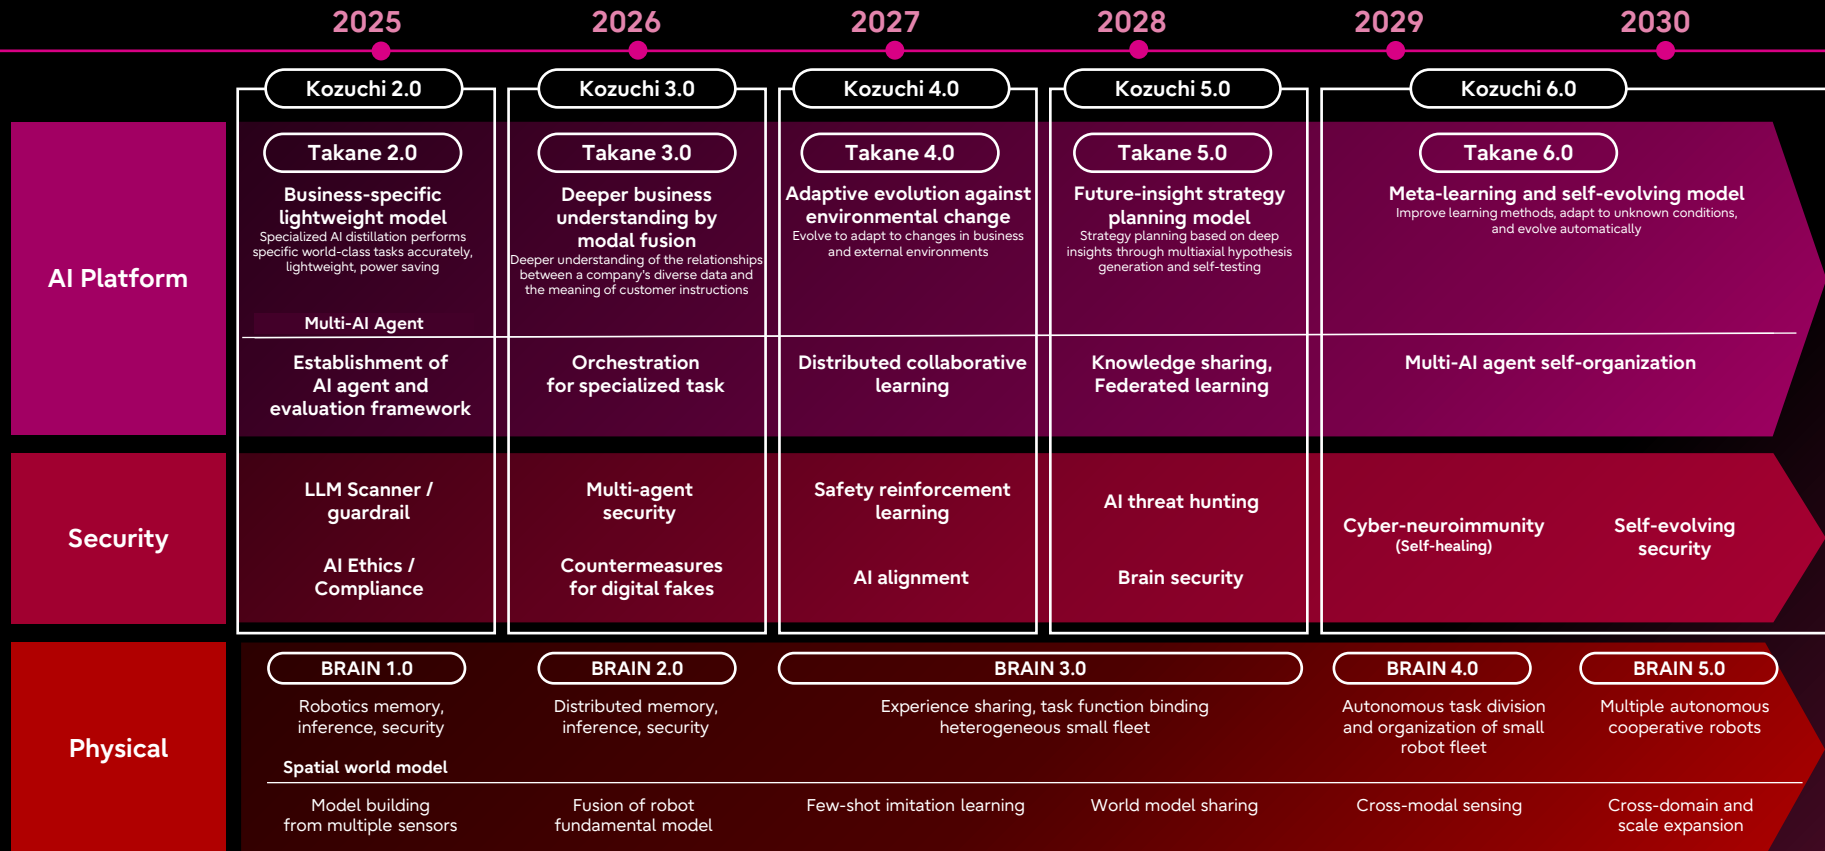 2025
2026
2027
2028
2029
2030
Kozuchi 2.0
Kozuchi 3.0
Kozuchi 4.0
Kozuchi 5.0
Kozuchi 6.0
AI Platform
Takane 2.0
Business-specific
lightweight model
Specialized AI distillation performs
specific world-class tasks accurately,
lightweight, power saving
Takane 3.0
Deeper business
understanding by
modal fusion
Deeper understanding of the relationships
between a company's diverse data and
the meaning of customer instructions
Takane 4.0
Adaptive evolution against
environmental change
Evolve to adapt to changes in business
and external environments
Takane 5.0
Future-insight strategy
planning model
Strategy planning based on deep
insights through multiaxial hypothesis
generation and self-testing
Takane 6.0
Meta-learning and self-evolving model
Improve learning methods, adapt to unknown conditions,
and evolve automatically
Multi-AI Agent
Establishment of
AI agent and
evaluation framework
Orchestration
for specialized task
Distributed collaborative
learning
Knowledge sharing,
Federated learning
Multi-AI agent self-organization
Security
LLM Scanner /
guardrail
AI Ethics /
Compliance
Multi-agent
security
Countermeasures
for digital fakes
Safety reinforcement
learning
AI alignment
AI threat hunting
Brain security
Cyber-neuroimmunity
(Self-healing)
Self-evolving
security
Physical
BRAIN 1.0
Robotics memory,
inference, security
BRAIN 2.0
Distributed memory,
inference, security
BRAIN 3.0
Experience sharing, task function binding
heterogeneous small fleet
BRAIN 4.0
Autonomous task division
and organization of small
robot fleet
BRAIN 5.0
Multiple autonomous
cooperative robots
Spatial world model
Model building
from multiple sensors
Fusion of robot
fundamental model
Few-shot imitation learning
World model sharing
Cross-modal sensing
Cross-domain and
scale expansion